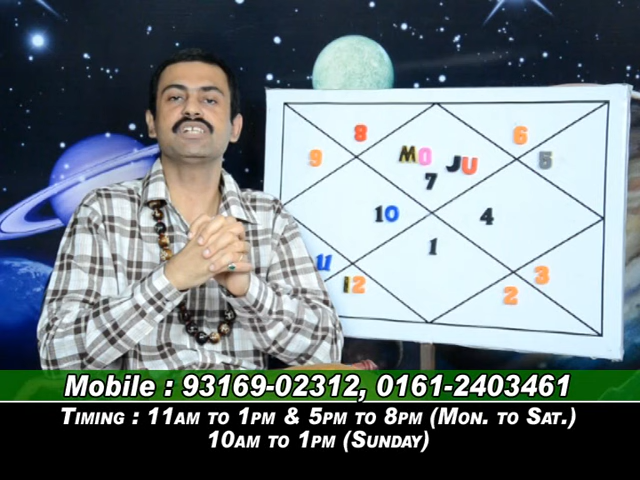 8
6
9
MO
JU
5
7
10
4
1
11
12
3
2
Mobile : 93169-02312, 0161-2403461
Timing : 11am to 1pm & 5pm to 8pm (Mon. to Sat.)
10am to 1pm (Sunday)